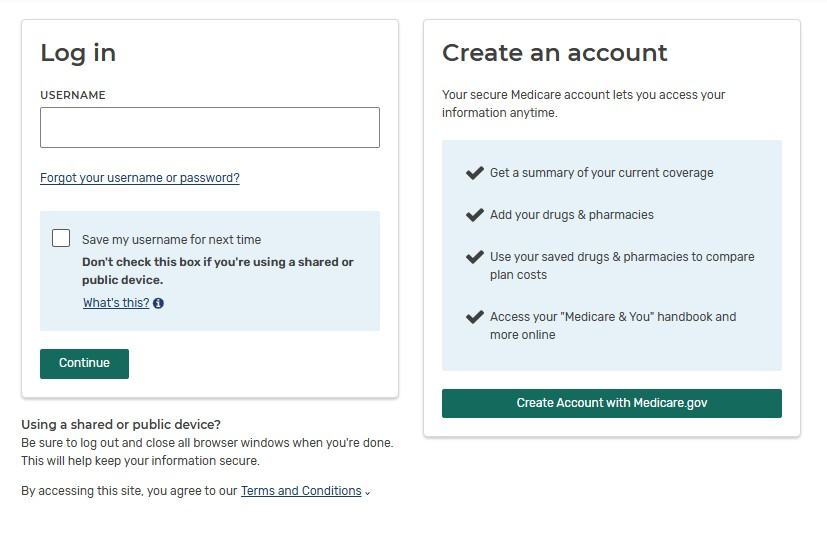 Log in
USERNAME
Forgot your username or password?
Save my username for next time
Don't check this box if you're using a shared or
public device.
What's this?
Continue
Using a shared or public device?
Be sure to log out and close all browser windows when you're done.
This will help keep your information secure.
By accessing this site, you agree to our Terms and Conditions
Create an account
Your secure Medicare account lets you access your
information anytime.
Get a summary of your current coverage
Add your drugs & pharmacies
Use your saved drugs & pharmacies to compare
plan costs
Access your "Medicare & You" handbook and
more online
Create Account with Medicare.gov